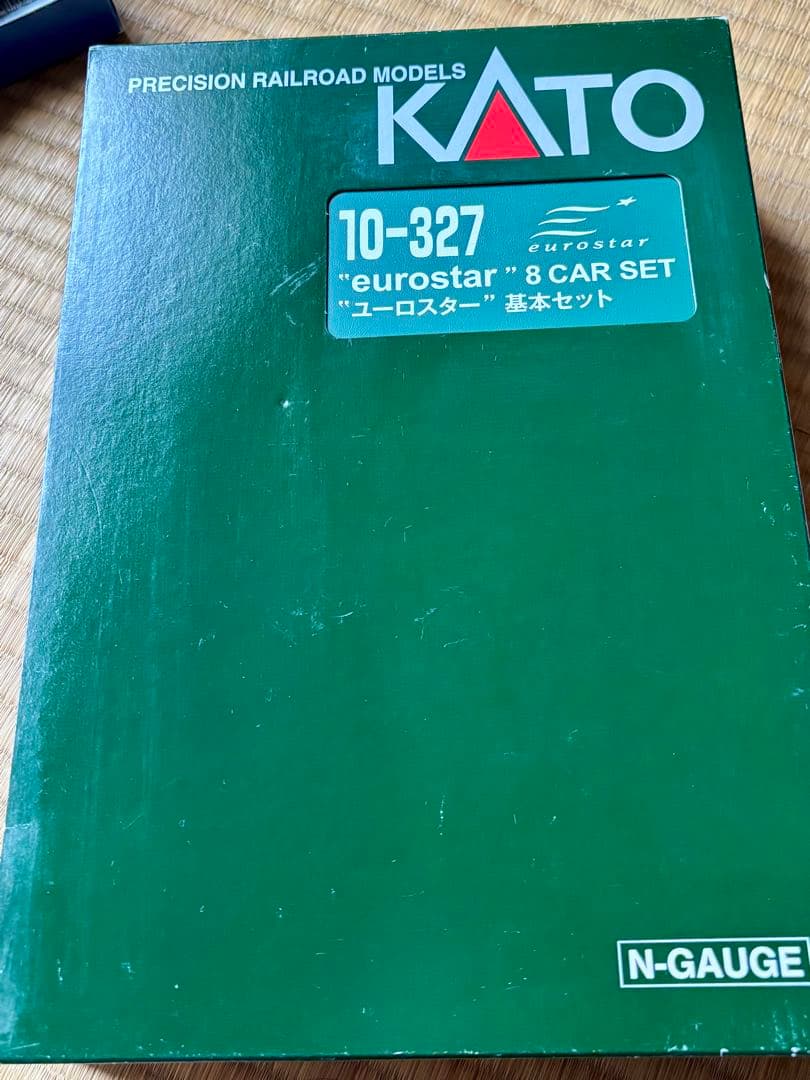 PRECISION RAILROAD MODELS
KATO
10-327
eurostar
"eurostar" 8 CAR SET
"ユーロスター" 基本セット
N-GAUGE